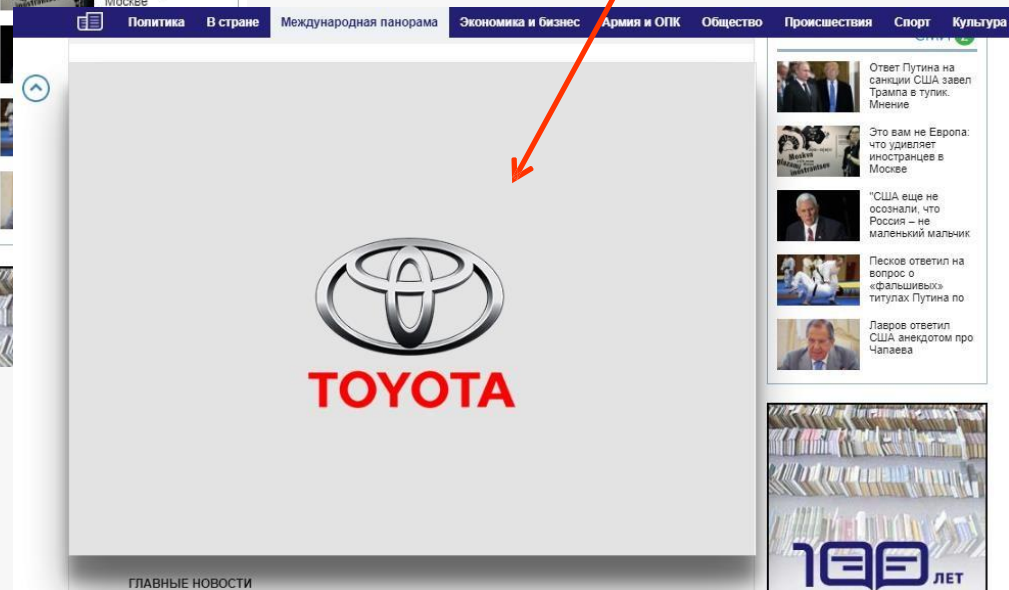 Москве
Политика В стране Международная панорама Экономика и бизнес Армия и ОПК Общество Происшествия Спорт Культура
Ответ Путина на
санкции США завел
Трампа в тупик.
Мнение
Это вам не Европа:
что удивляет
иностранцев в
Москве
"США еще не
осознали, что
Россия – не
маленький мальчик
Песков ответил на
вопрос о
«фальшивых»
титулах Путина по
Лавров ответил
США анекдотом про
Чапаева
TOYOTA
100 ЛЕТ
ГЛАВНЫЕ НОВОСТИ